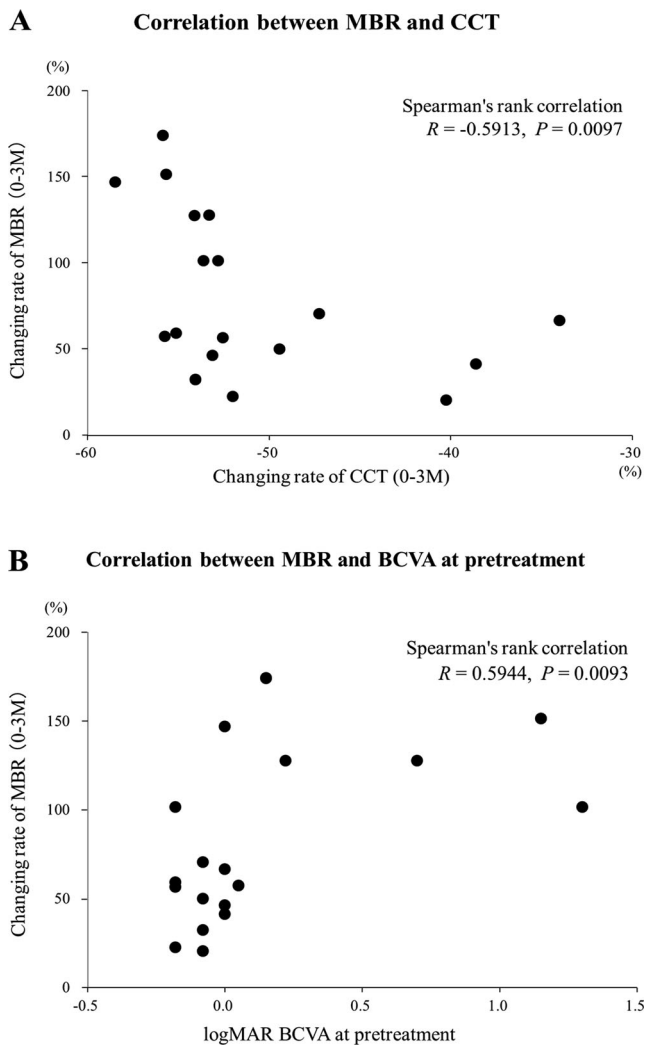 A
Correlation between MBR and CCT
(%)
200
Spearman's rank correlation
R = -0.5913, P = 0.0097
150
100
50
0
Changing rate of MBR (0-3M)
-60
-50
-40
-30
Changing rate of CCT (0-3M)
(%)
B
Correlation between MBR and BCVA at pretreatment
(%)
200
Spearman's rank correlation
R = 0.5944, P = 0.0093
150
100
50
0
Changing rate of MBR (0-3M)
-0.5
0.0
0.5
1.0
1.5
logMAR BCVA at pretreatment